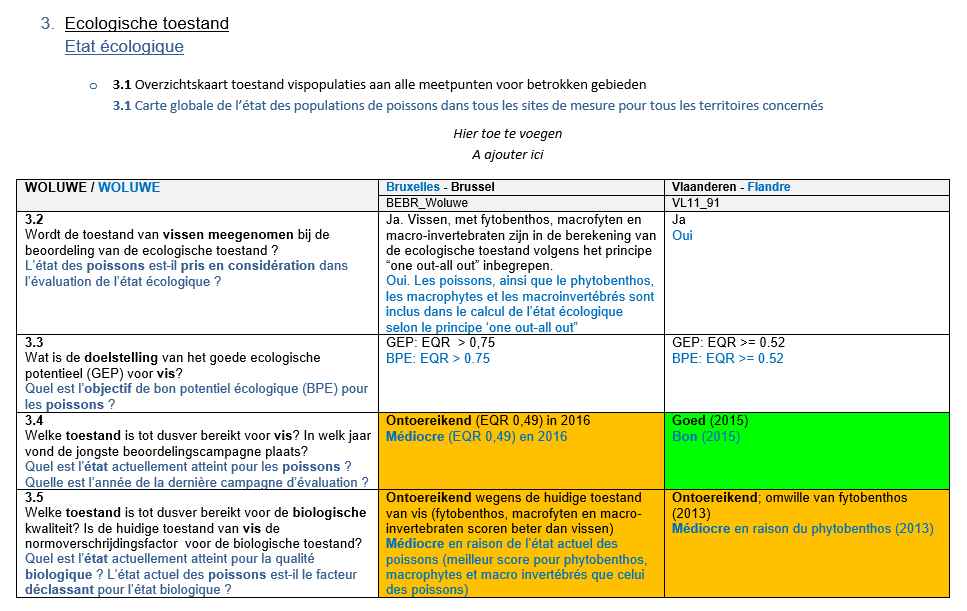 3. Ecologische toestand
Etat écologique
o 3.1 Overzichtskaart toestand vispopulaties aan alle meetpunten voor betrokken gebieden
3.1 Carte globale de l'état des populations de poissons dans tous les sites de mesure pour tous les territoires concernés
Hier toe te voegen
A ajouter ici
WOLUWE / WOLUWE
Bruxelles - Brussel
Vlaanderen - Flandre
BEBR_Woluwe
VL11_91
3.2
Wordt de toestand van vissen meegenomen bij de
beoordeling van de ecologische toestand ?
L'état des poissons est-il pris en considération dans
l'évaluation de l'état écologique ?
Ja. Vissen, met fytobenthos, macrofyten en
macro-invertebraten zijn in de berekening van
de ecologische toestand volgens het principe
"one out-all out" inbegrepen.
Oui. Les poissons, ainsi que le phytobenthos,
les macrophytes et les macroinvertébrés sont
inclus dans le calcul de l'état écologique
selon le principe 'one out-all out"
Ja
Oui
3.3
Wat is de doelstelling van het goede ecologische
potentieel (GEP) voor vis?
Quel est l'objectif de bon potentiel écologique (BPE) pour
les poissons ?
GEP: EQR > 0,75
BPE: EQR > 0.75
GEP: EQR >= 0.52
BPE: EQR >= 0.52
3.4
Welke toestand is tot dusver bereikt voor vis? In welk jaar
vond de jongste beoordelingscampagne plaats?
Quel est l'état actuellement atteint pour les poissons ?
Quelle est l'année de la dernière campagne d'évaluation ?
Ontoereikend (EQR 0,49) in 2016
Médiocre (EQR 0,49) en 2016
Goed (2015)
Bon (2015)
3.5
Welke toestand is tot dusver bereikt voor de biologische
kwaliteit? Is de huidige toestand van vis de
normoverschrijdingsfactor voor de biologische toestand?
Quel est l'état actuellement atteint pour la qualité
biologique ? L'état actuel des poissons est-il le facteur
déclassant pour l'état biologique ?
Ontoereikend wegens de huidige toestand
van vis (fytobenthos, macrofyten en macro-
invertebraten scoren beter dan vissen)
Médiocre en raison de l'état actuel des
poissons (meilleur score pour phytobenthos,
macrophytes et macro invertébrés que celui
des poissons)
Ontoereikend; omwille van fytobenthos
(2013)
Médiocre en raison du phytobenthos (2013)